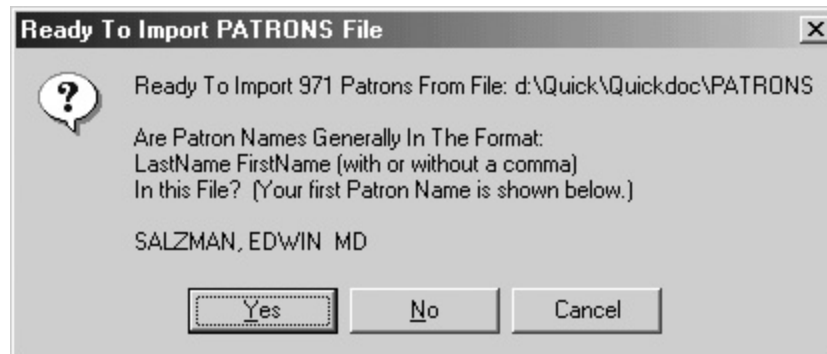 Ready To Import PATRONS File
Ready To Import 971 Patrons From File: d:\Quick\Quickdoc\PATRONS
Are Patron Names Generally In The Format:
LastName FirstName (with or without a comma)
In this File? (Your first Patron Name is shown below.)
SALZMAN, EDWIN MD
Yes No Cancel